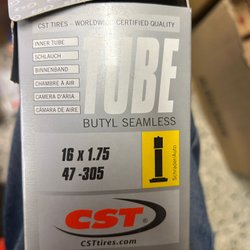 CST TIRES – WORLDWIDE CERTIFIED QUALITY
INNER TUBE
SCHLAUCH
BINNENBAND
CHAMBRE À AIR
CAMERA D'ARIA
CÁMARA DE AIRE
TUBE
BUTYL SEAMLESS
16 x 1.75
47 -305
Schrader/Auto
CST
CSTtires.com